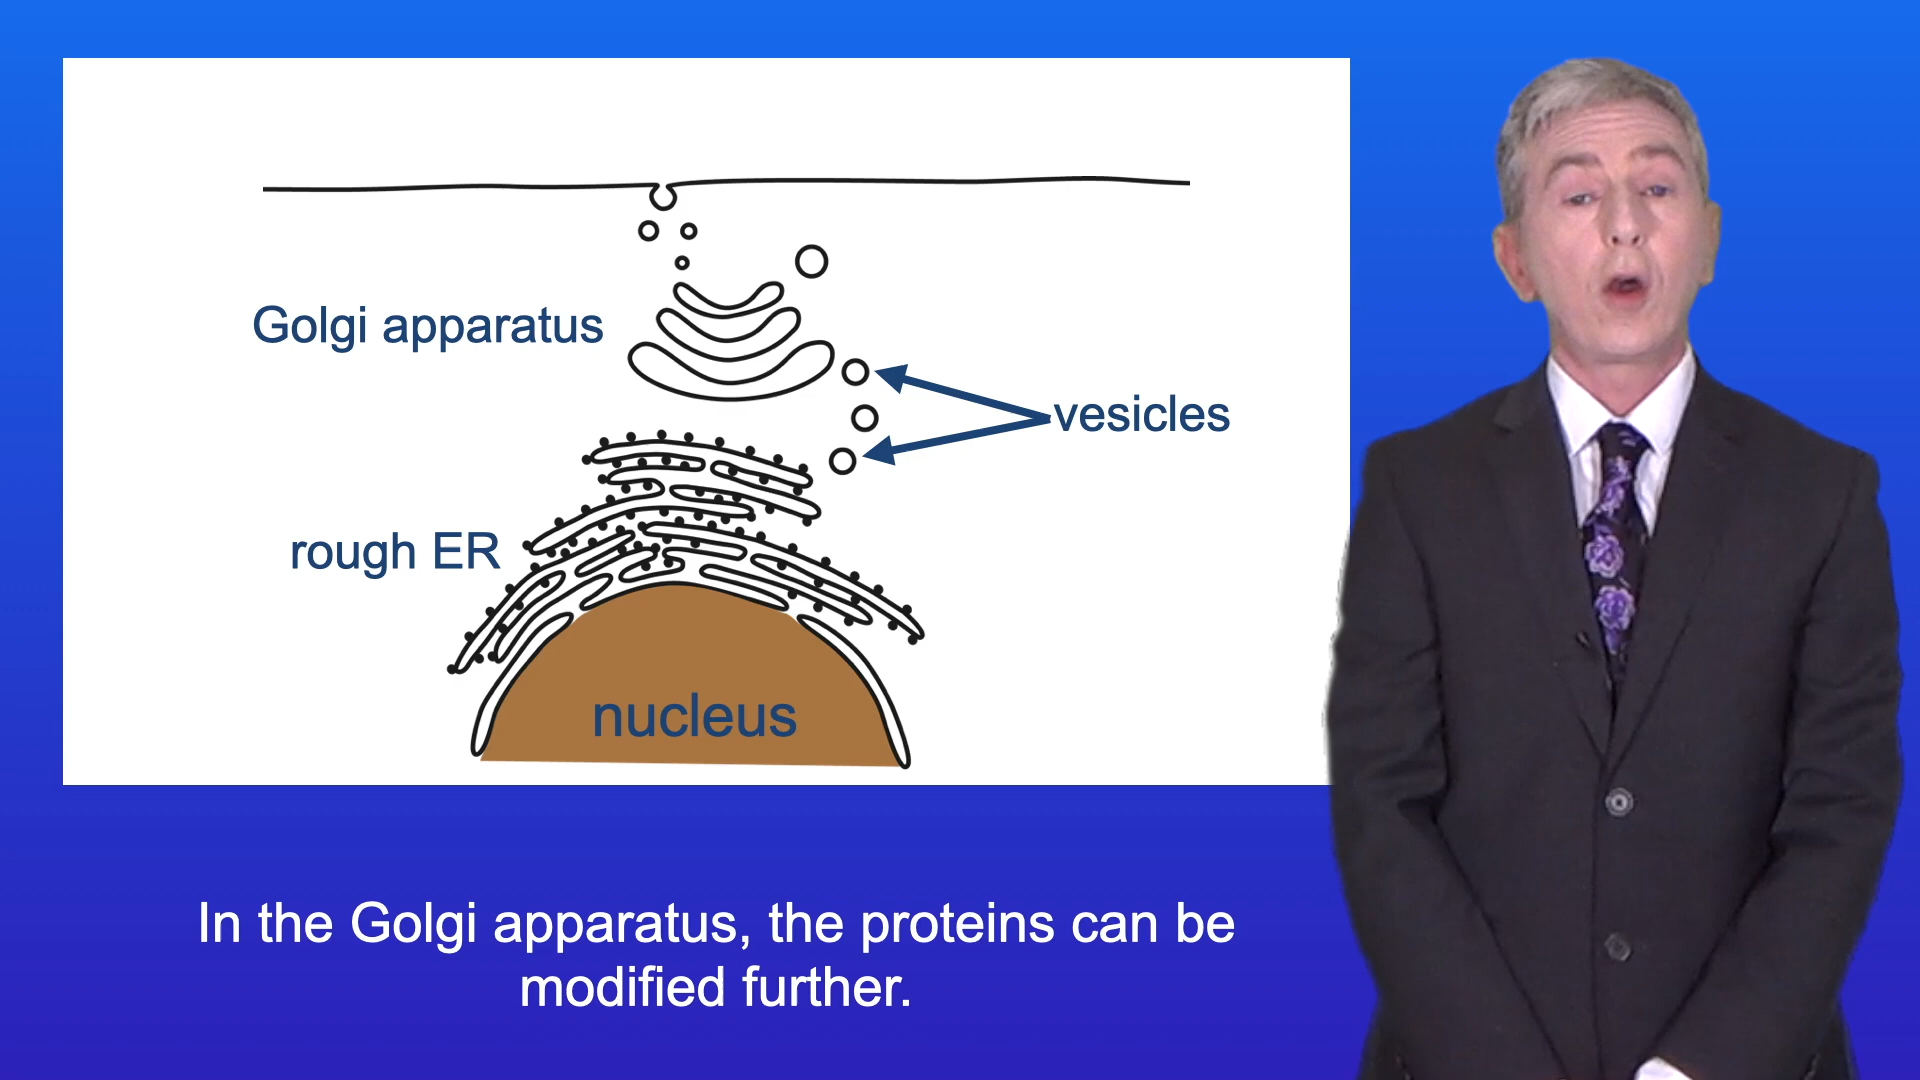 Golgi apparatus
vesicles
rough ER
nucleus
In the Golgi apparatus, the proteins can be
modified further.